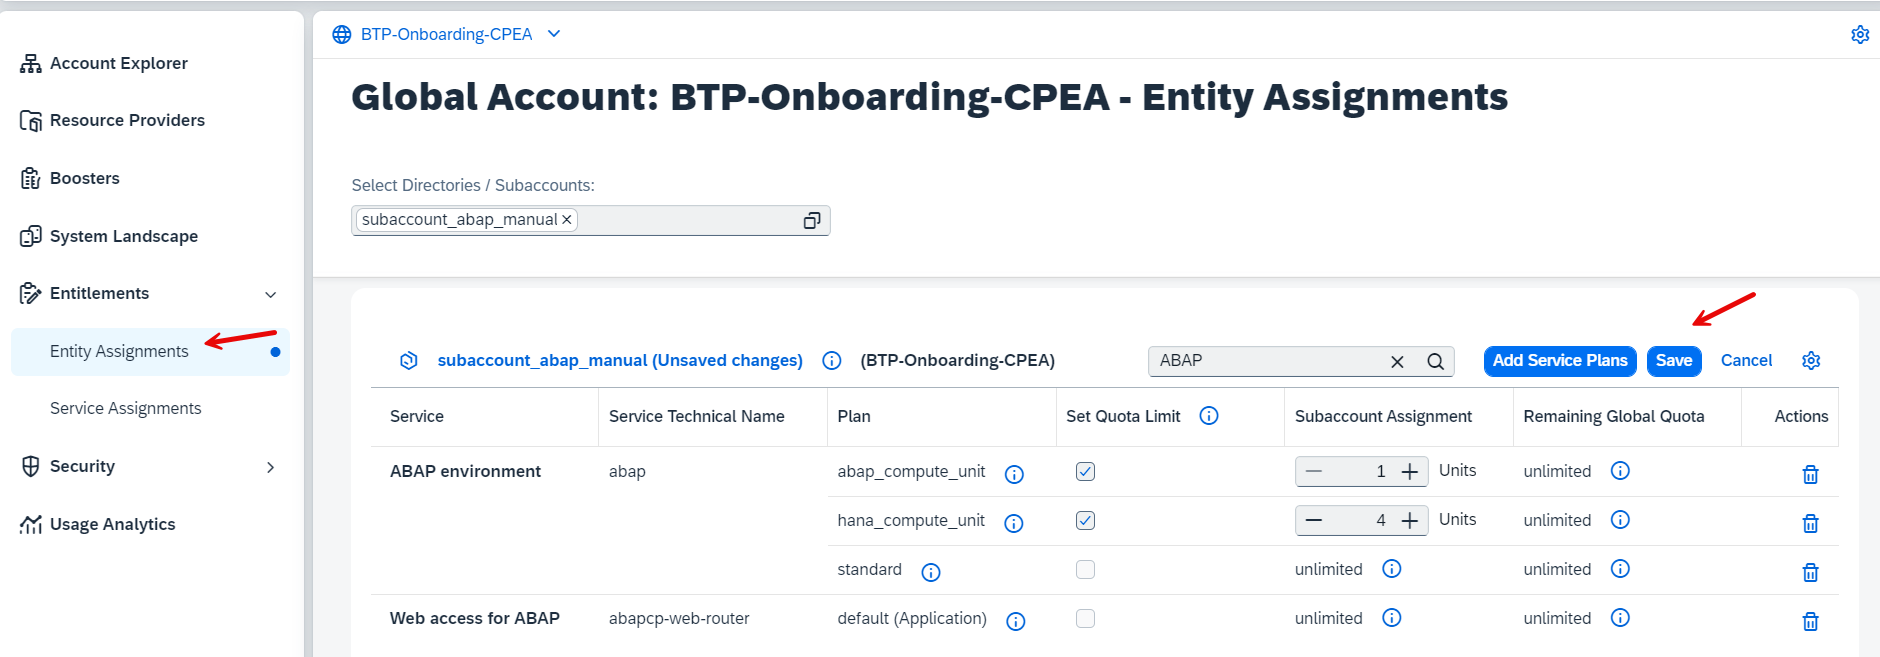 BTP-Onboarding-CPEA
Global Account: BTP-Onboarding-CPEA - Entity Assignments
Account Explorer
Resource Providers
Boosters
System Landscape
Entitlements
Entity Assignments
Service Assignments
Security
Usage Analytics
Select Directories / Subaccounts:
subaccount_abap_manual
subaccount_abap_manual (Unsaved changes) (BTP-Onboarding-CPEA) ABAP Add Service Plans Save Cancel
Service Service Technical Name Plan Set Quota Limit Subaccount Assignment Remaining Global Quota Actions
ABAP environment abap abap_compute_unit 1 Units unlimited
hana_compute_unit 4 Units unlimited
standard unlimited unlimited
Web access for ABAP abapcp-web-router default (Application) unlimited unlimited